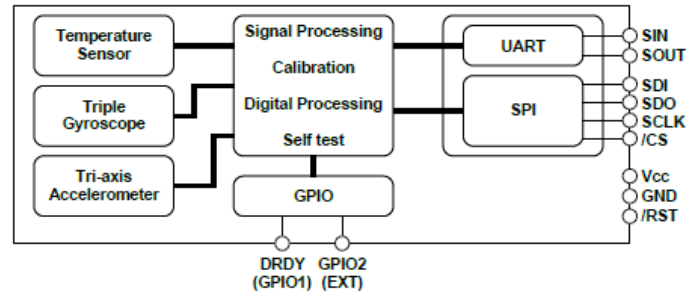 Temperature
Sensor
Triple
Gyroscope
Tri-axis
Accelerometer
Signal Processing
Calibration
Digital Processing
Self test
GPIO
UART
SPI
SIN
SOUT
SDI
SDO
SCLK
/CS
Vcc
GND
/RST
DRDY
(GPIO1)
GPIO2
(EXT)